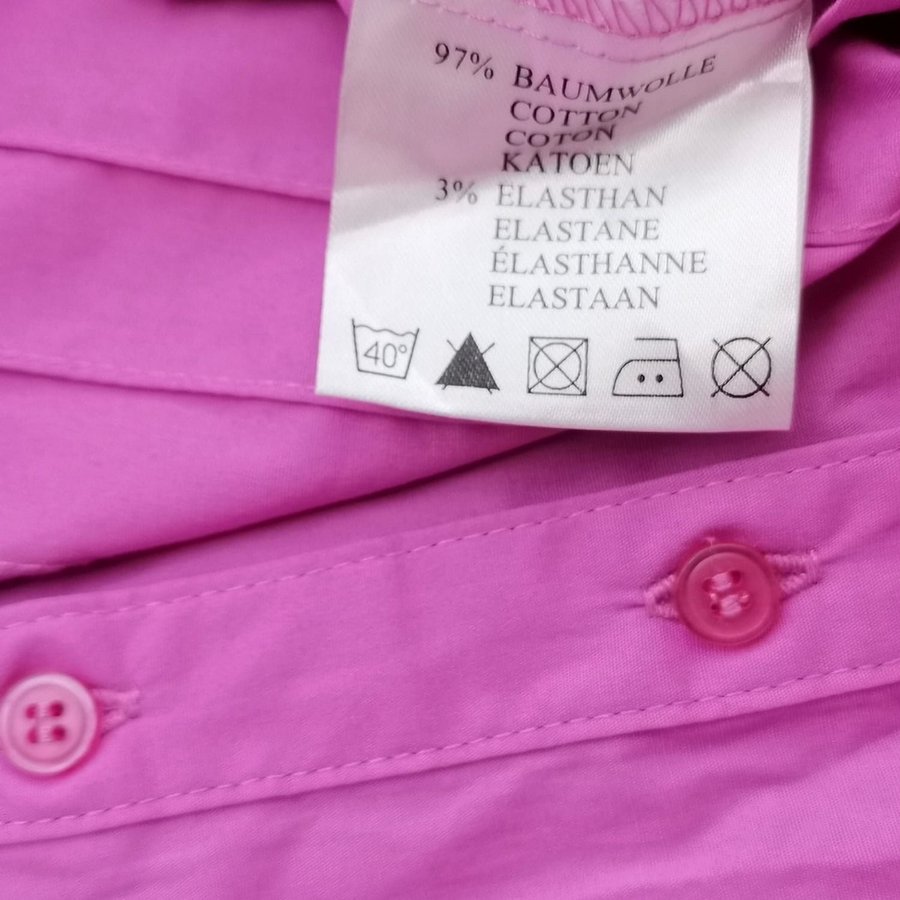 97% BAUMWOLLE
COTTON
COTON
KATOEN
3% ELASTHAN
ELASTANE
ÉLASTHANNE
ELASTAAN
40°